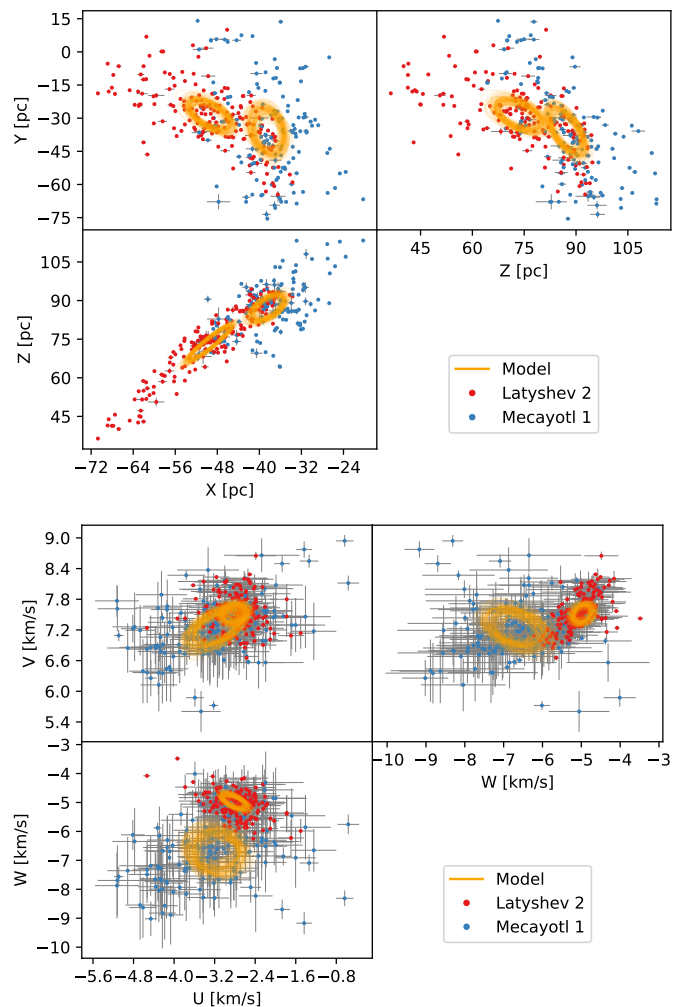 15
0
−15
−30
−45
−60
−75
Y [pc]
45 60 75 90 105
Z [pc]
105
90
75
60
45
Z [pc]
−72 −64 −56 −48 −40 −32 −24
X [pc]
Model
Latyshev 2
Mecayotl 1
9.0
8.4
7.8
7.2
6.6
6.0
5.4
V [km/s]
−10 −9 −8 −7 −6 −5 −4 −3
W [km/s]
−3
−4
−5
−6
−7
−8
−9
−10
W [km/s]
−5.6 −4.8 −4.0 −3.2 −2.4 −1.6 −0.8
U [km/s]
Model
Latyshev 2
Mecayotl 1